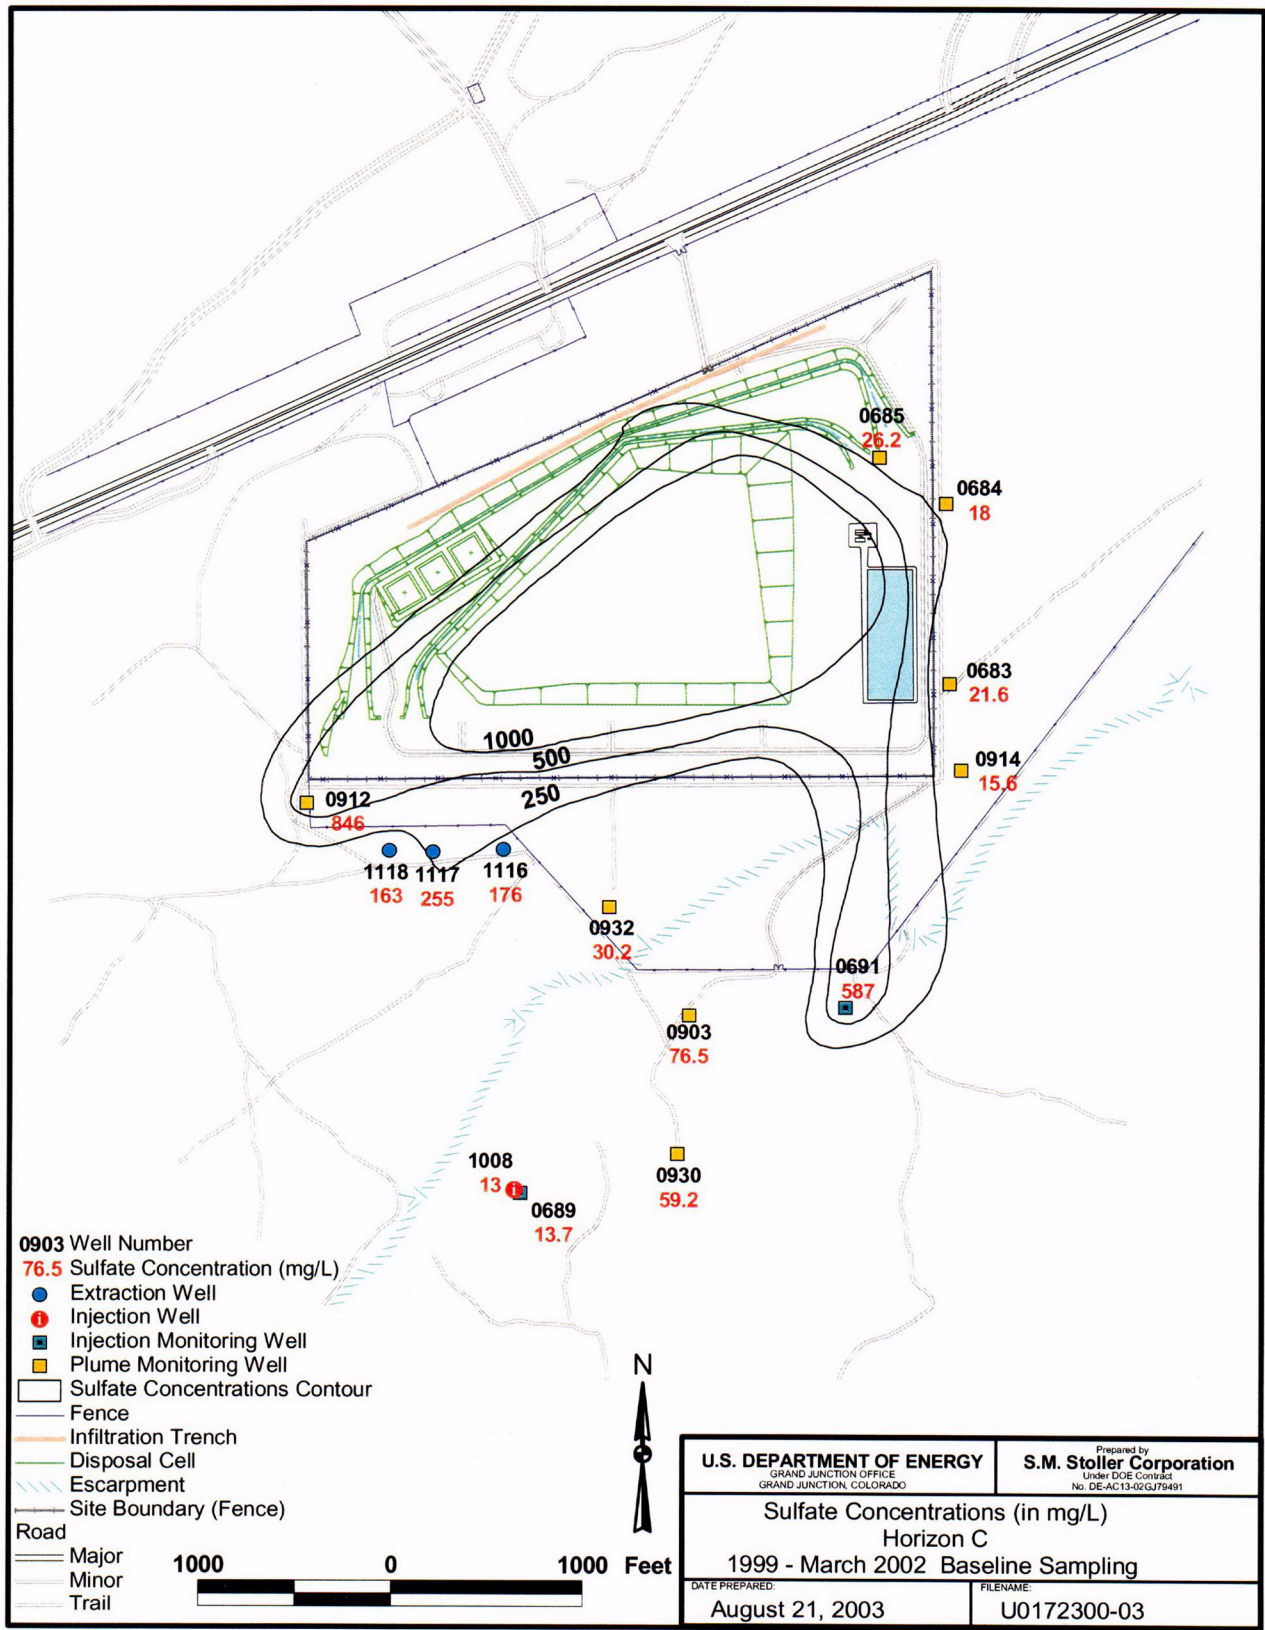 0685
26.2
0684
18
0683
21.6
1000
500
250
0914
15.6
0912
846
1118
163
1117
255
1116
176
0932
30.2
0691
587
0903
76.5
1008
13
i
0689
13.7
0930
59.2
0903 Well Number
76.5 Sulfate Concentration (mg/L)
Extraction Well
i Injection Well
Injection Monitoring Well
Plume Monitoring Well
Sulfate Concentrations Contour
Fence
Infiltration Trench
Disposal Cell
Escarpment
Site Boundary (Fence)
Road
Major
Minor
Trail
N
1000 0 1000 Feet
U.S. DEPARTMENT OF ENERGY
GRAND JUNCTION OFFICE
GRAND JUNCTION, COLORADO
Prepared by
S.M. Stoller Corporation
Under DOE Contract
No. DE-AC13-02GJ79491
Sulfate Concentrations (in mg/L)
Horizon C
1999 - March 2002 Baseline Sampling
DATE PREPARED:
August 21, 2003
FILENAME:
U0172300-03